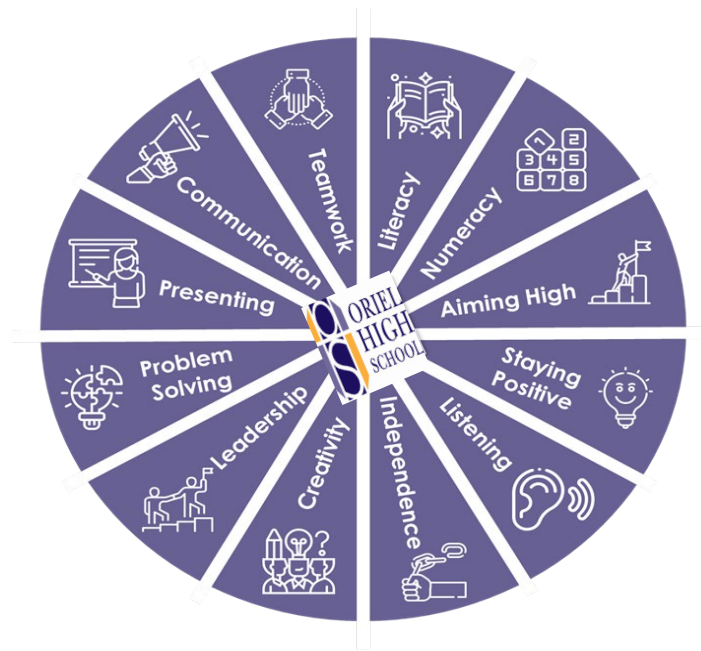 Teamwork
Literacy
Numeracy
1 2
3 4 5
6 7 8
Aiming High
Staying
Positive
Listening
Independence
Creativity
Leadership
Problem
Solving
Presenting
Communication
?
OS
ORIEL
HIGH
SCHOOL